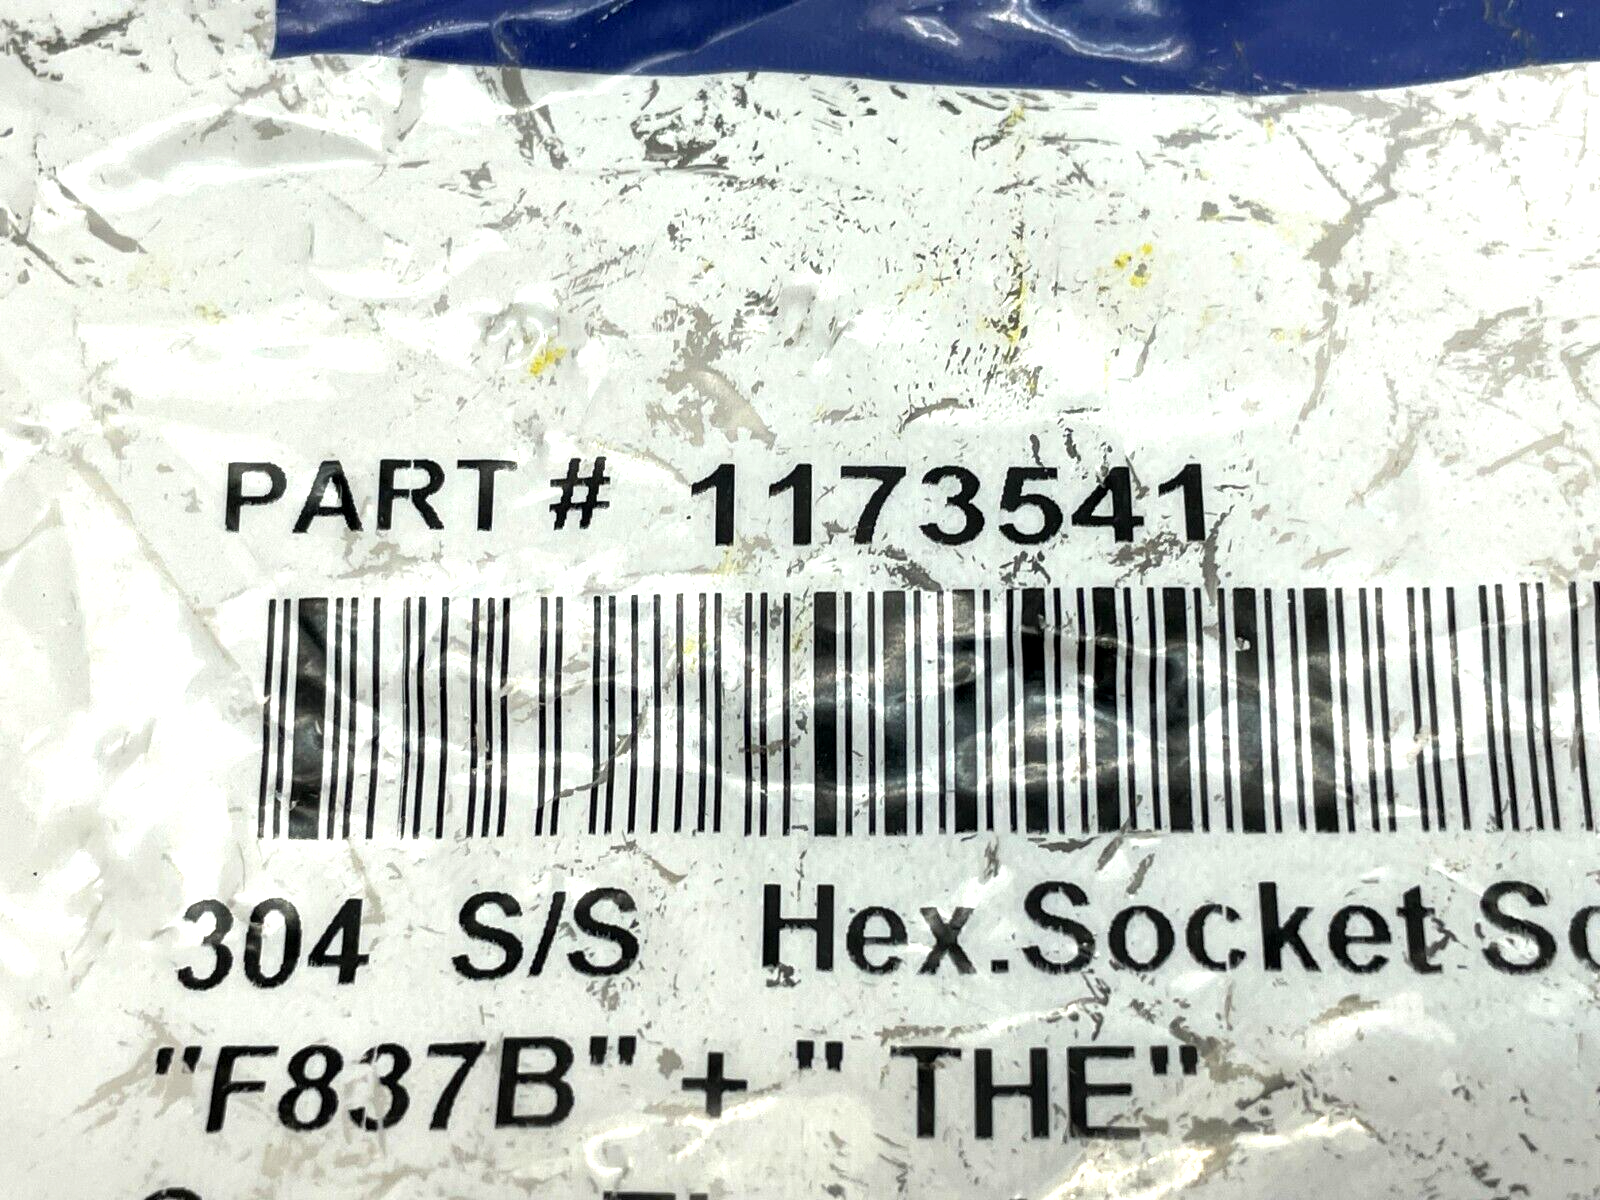 PART # 1173541
304 S/S Hex.Socket
"F837B" + " THE"